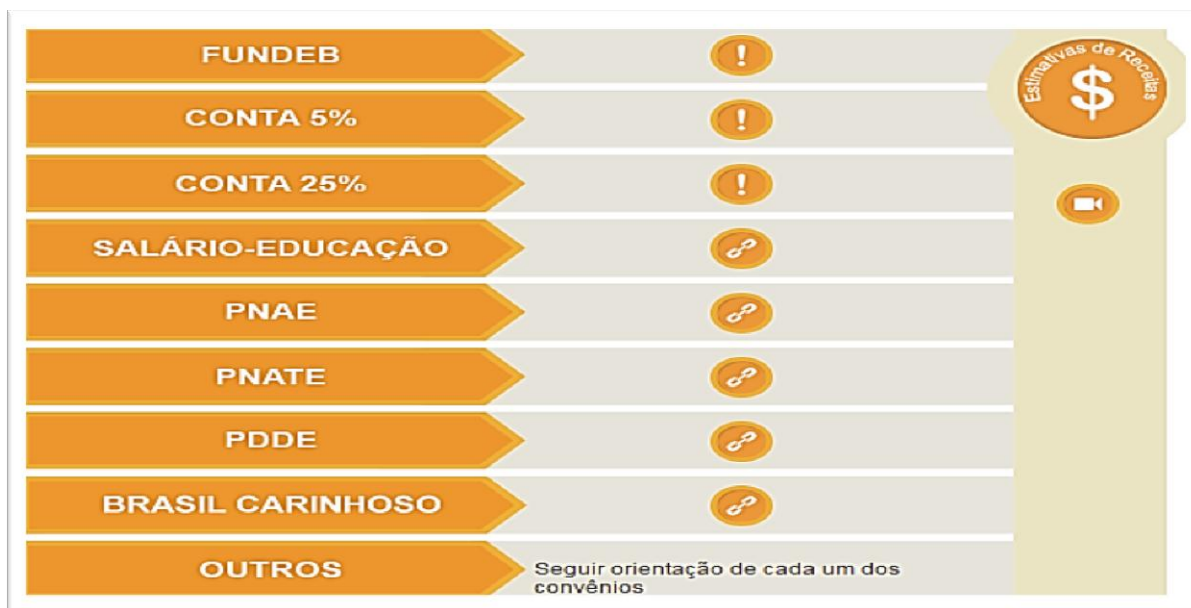 FUNDEB
CONTA 5%
CONTA 25%
SALÁRIO-EDUCAÇÃO
PNAE
PNATE
PDDE
BRASIL CARINHOSO
OUTROS
Seguir orientação de cada um dos
convênios
Estimativas de Receitas
$